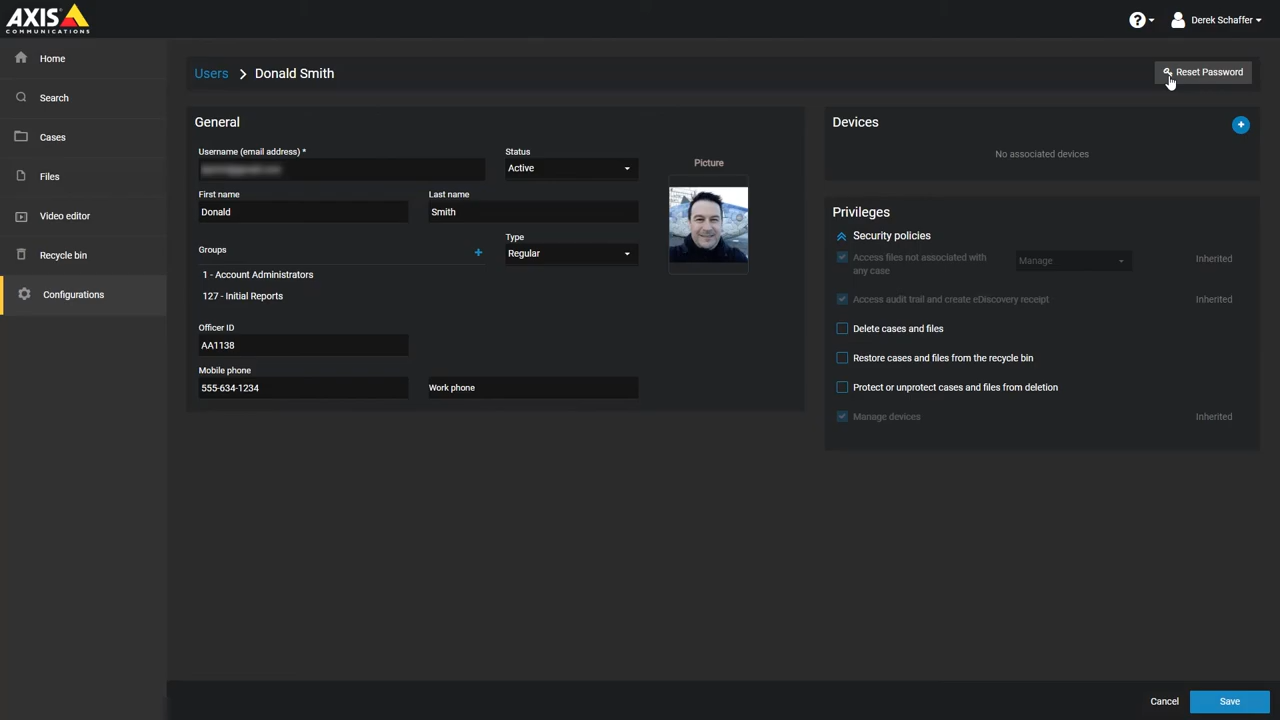 AXIS
COMMUNICATIONS
? Derek Schaffer
Home
Search
Cases
Files
Video editor
Recycle bin
Configurations
Users > Donald Smith
Reset Password
General
Username (email address) *
Status
Active
First name
Last name
Donald
Smith
Groups
Type
Regular
1 - Account Administrators
127 - Initial Reports
Officer ID
AA1138
Mobile phone
555-634-1234
Work phone
Picture
Devices
No associated devices
Privileges
Security policies
Access files not associated with
any case
Manage
Inherited
Access audit trail and create eDiscovery receipt
Inherited
Delete cases and files
Restore cases and files from the recycle bin
Protect or unprotect cases and files from deletion
Manage devices
Inherited
Cancel
Save